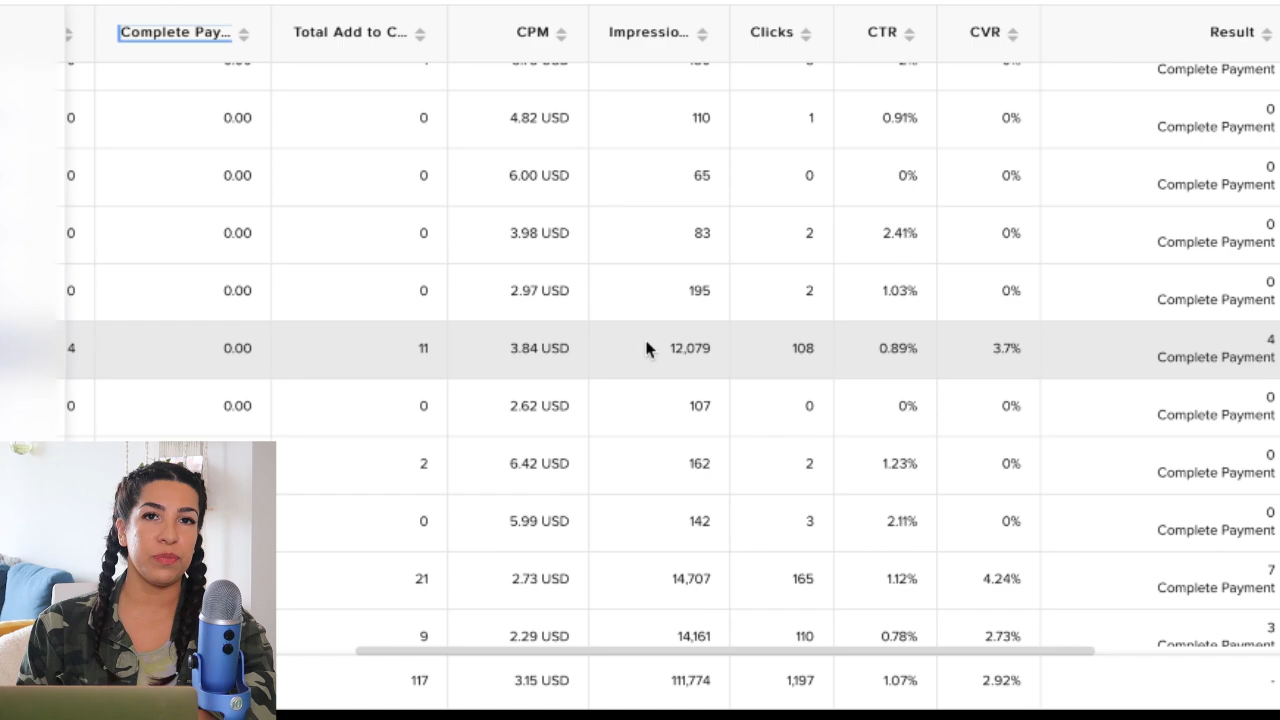 Complete Pay... Total Add to C... CPM Impressio... Clicks CTR CVR Result
Complete Payment
0 0.00 0 4.82 USD 110 1 0.91% 0% 0
Complete Payment
0 0.00 0 6.00 USD 65 0 0% 0% 0
Complete Payment
0 0.00 0 3.98 USD 83 2 2.41% 0% 0
Complete Payment
0 0.00 0 2.97 USD 195 2 1.03% 0% 0
Complete Payment
4 0.00 11 3.84 USD 12,079 108 0.89% 3.7% 4
Complete Payment
0 0.00 0 2.62 USD 107 0 0% 0% 0
Complete Payment
2 6.42 USD 162 2 1.23% 0% 0
Complete Payment
0 5.99 USD 142 3 2.11% 0% 0
Complete Payment
21 2.73 USD 14,707 165 1.12% 4.24% 7
Complete Payment
9 2.29 USD 14,161 110 0.78% 2.73% 3
Complete Payment
117 3.15 USD 111,774 1,197 1.07% 2.92% -